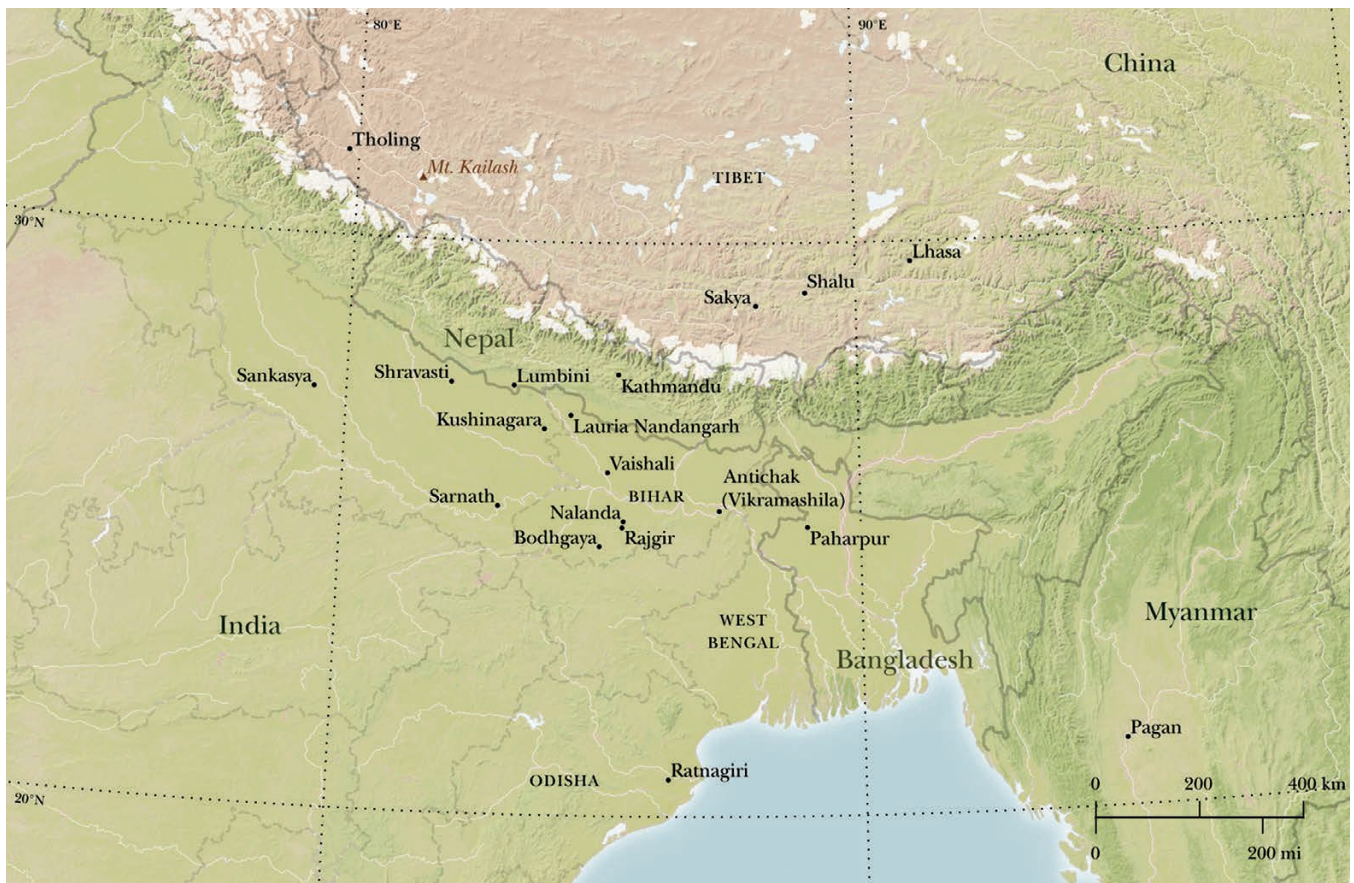 80°E
90°E
China
Tholing
Mt. Kailash
TIBET
30°N
Lhasa
Shalu
Sakya
Nepal
Sankasya
Shravasti
Lumbini
Kathmandu
Kushinagara
Lauria Nandangarh
Vaishali
Antichak
(Vikramashila)
BIHAR
Sarnath
Nalanda
Bodhgaya
Rajgir
Paharpur
India
WEST
BENGAL
Myanmar
Bangladesh
Pagan
Ratnagiri
ODISHA
20°N
0 200 400 km
0 200 mi